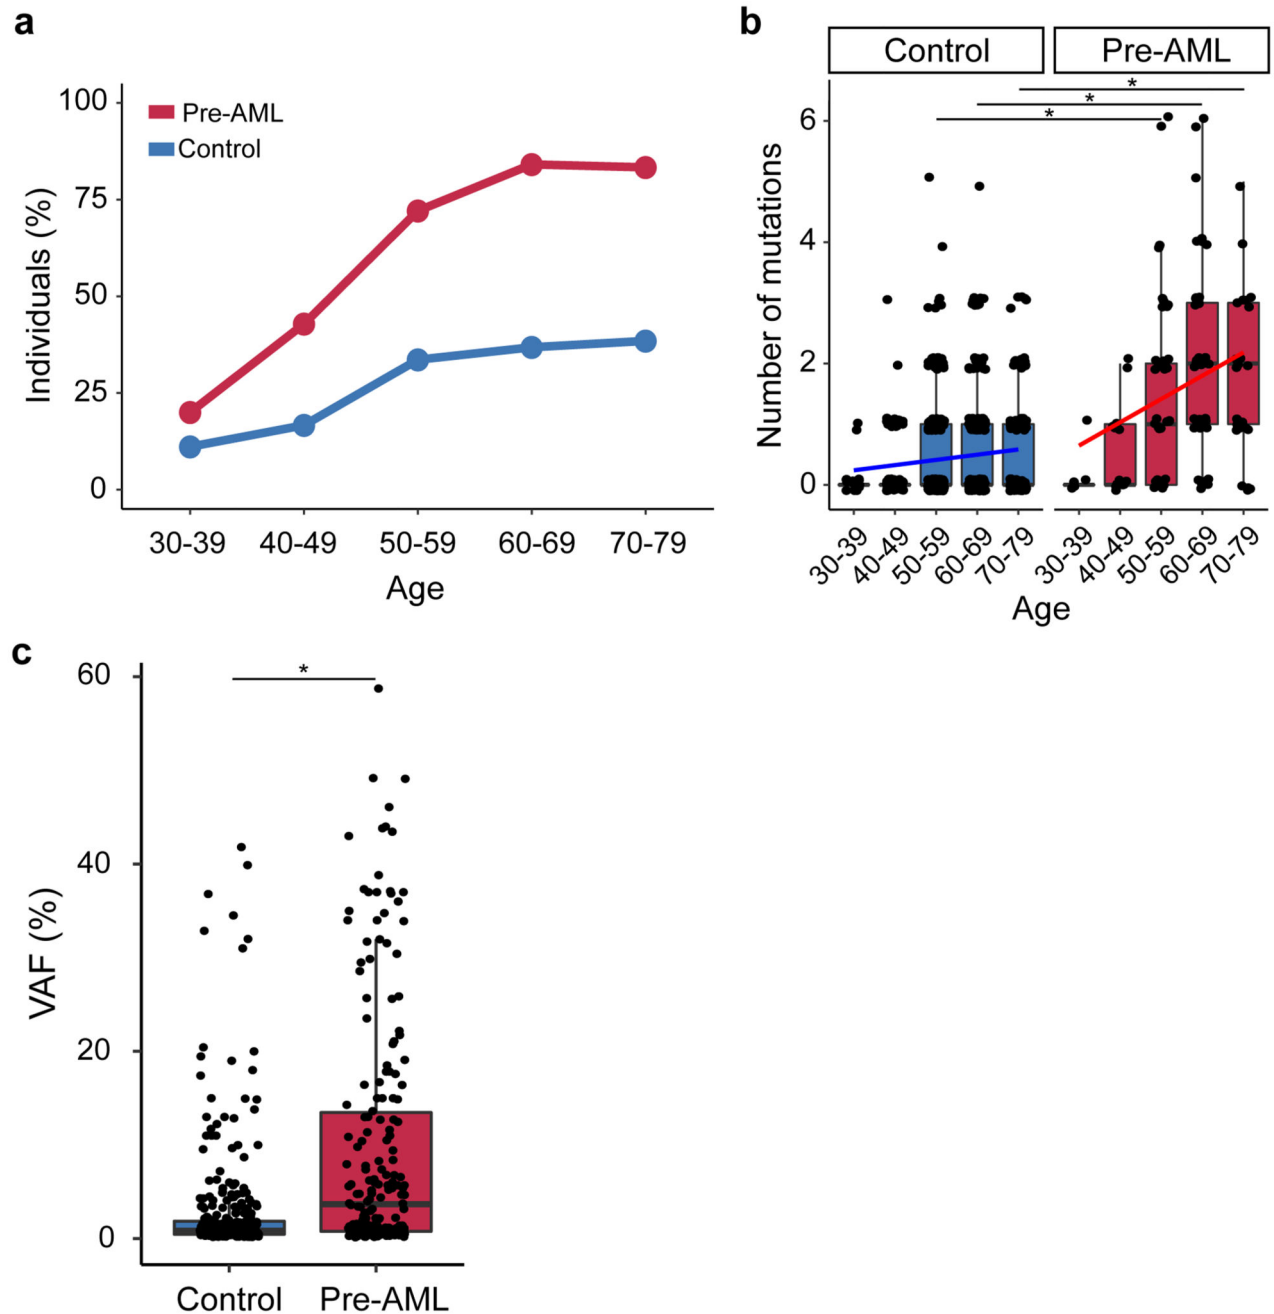 a
100
75
50
25
0
Individuals (%)
Pre-AML
Control
30-39 40-49 50-59 60-69 70-79
Age
b
Control Pre-AML
*
*
*
6
4
2
0
Number of mutations
30-39 40-49 50-59 60-69 70-79 30-39 40-49 50-59 60-69 70-79
Age
c
*
60
40
20
0
VAF (%)
Control Pre-AML